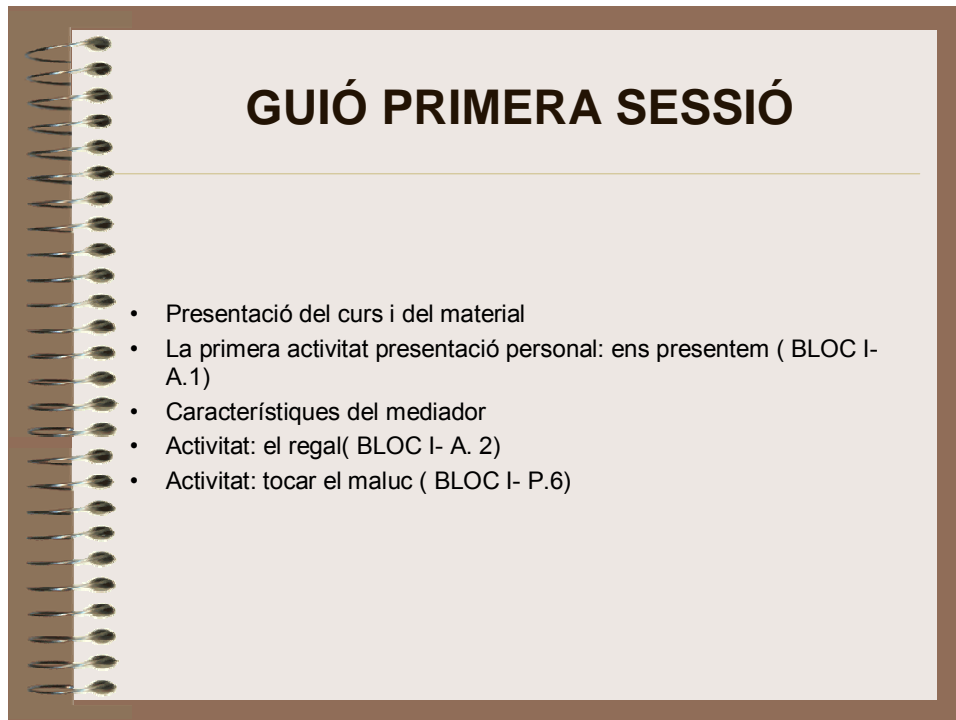 GUIÓ PRIMERA SESSIÓ
• Presentació del curs i del material
• La primera activitat presentació personal: ens presentem ( BLOC I-
A.1)
• Característiques del mediador
• Activitat: el regal( BLOC I- A. 2)
• Activitat: tocar el maluc ( BLOC I- P.6)